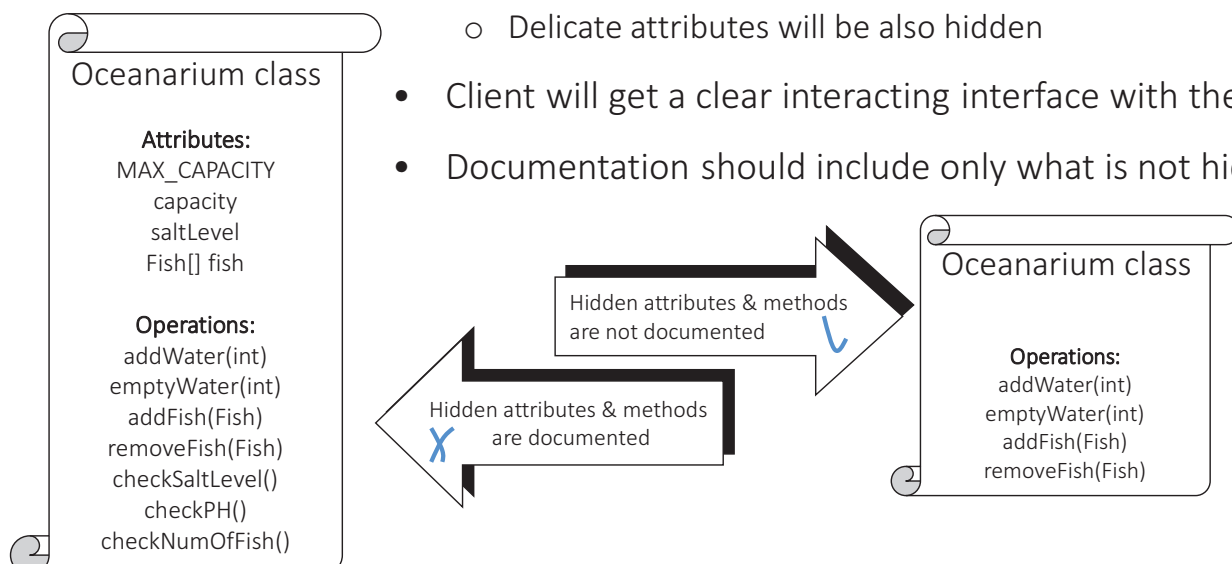 ○ Delicate attributes will be also hidden
• Client will get a clear interacting interface with the
• Documentation should include only what is not
Oceanarium class
Attributes:
MAX_CAPACITY
capacity
saltLevel
Fish[] fish
Operations:
addWater(int)
emptyWater(int)
addFish(Fish)
removeFish(Fish)
checkSaltLevel()
checkPH()
checkNumOfFish()
Hidden attributes & methods
are not documented
Hidden attributes & methods
are documented
Oceanarium class
Operations:
addWater(int)
emptyWater(int)
addFish(Fish)
removeFish(Fish)